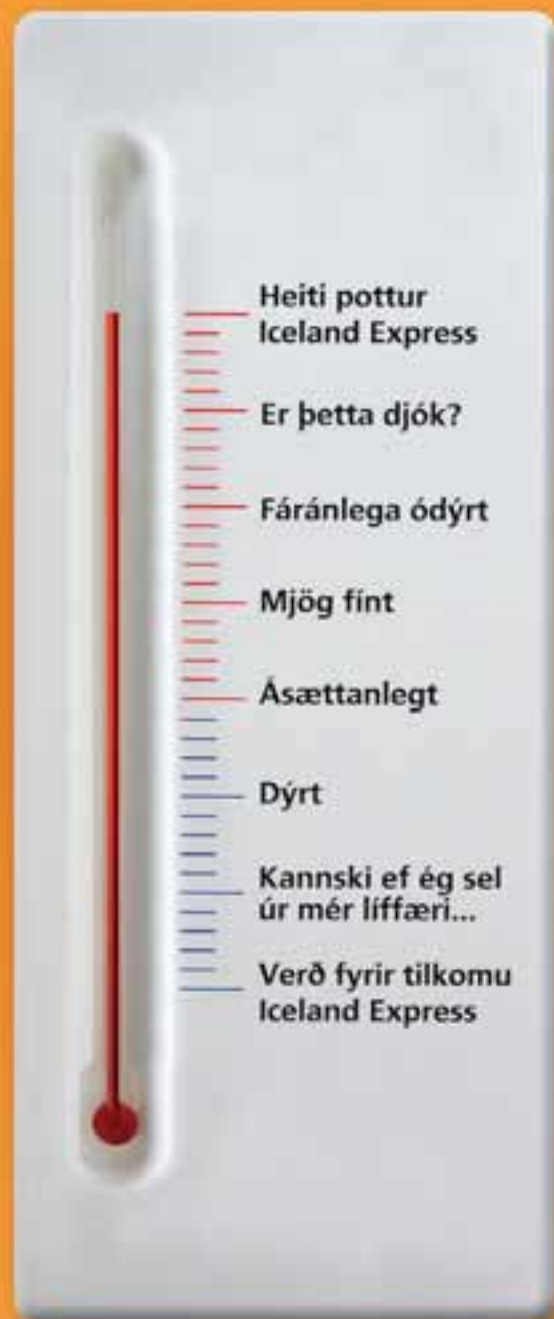 Heiti pottur
Iceland Express
Er þetta djók?
Fáránlega ódýrt
Mjög fínt
Ásættanlegt
Dýrt
Kannski ef ég sel
úr mér líffæri...
Verð fyrir tilkomu
Iceland Express